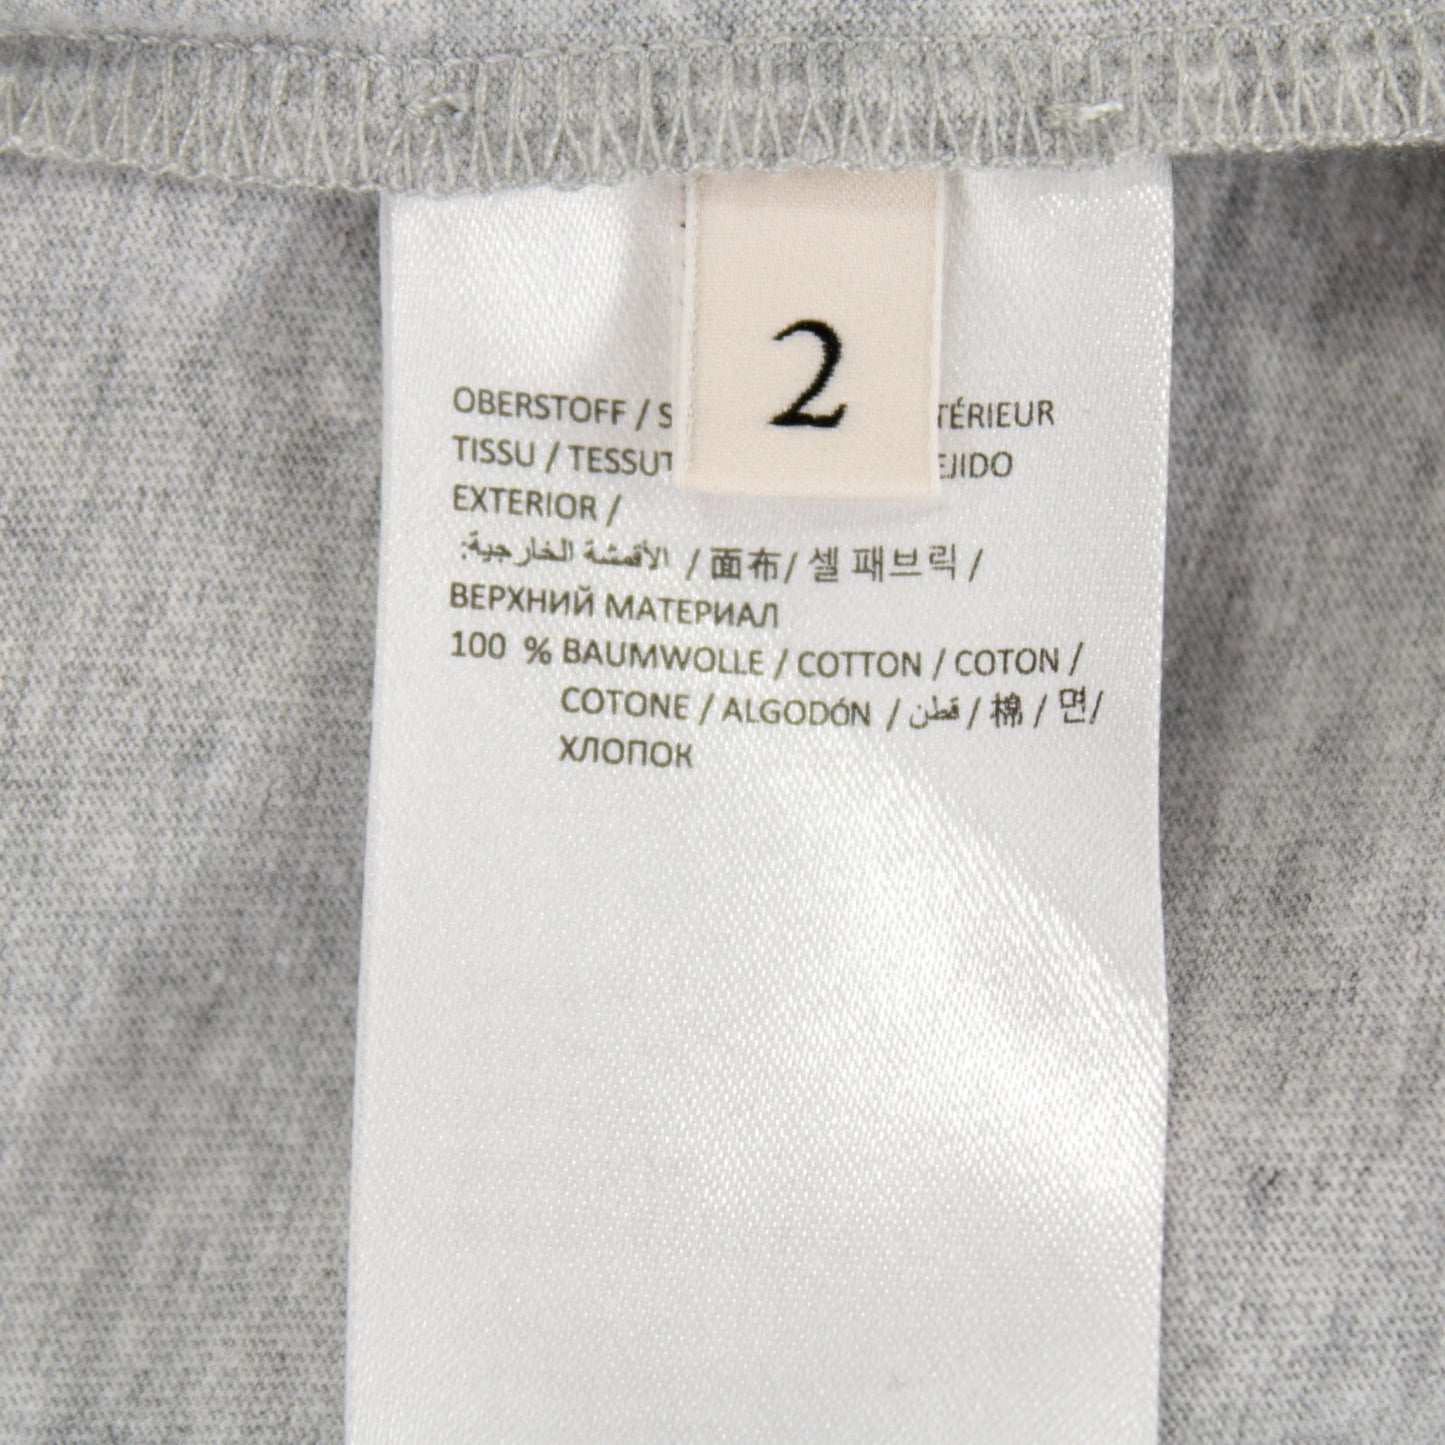 2
OBERSTOFF / S TÉRIEUR
TISSU / TESSUT EJIDO
EXTERIOR /
الأقمشة الخارجية: / 面布 / 셀 패브릭 /
ВЕРХНИЙ МАТЕРИАЛ
100 % BAUMWOLLE / COTTON / COTON /
COTONE / ALGODÓN / قطن / 棉 / 면/
ХЛОПОК